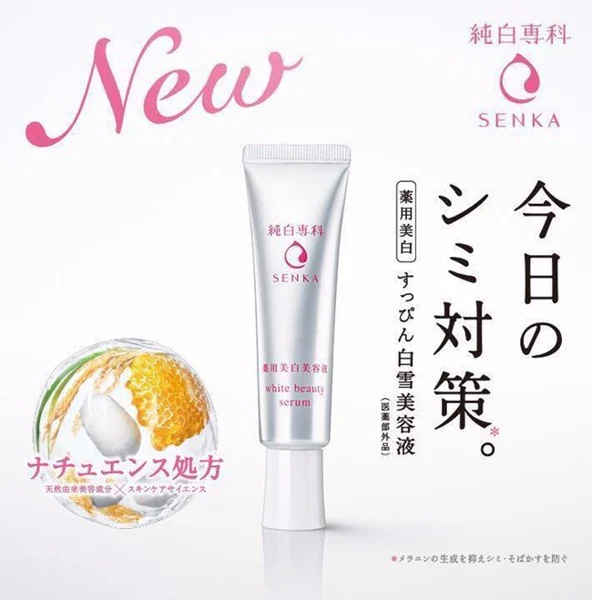 New
純白専科
SENKA
今日の
シミ対策。*
薬用美白
すっぴん白雪美容液
(医薬部外品)
純白専科
SENKA
薬用美白美容液
white beauty
serum
ナチュエンス処方
天然由来美容成分×スキンケアサイエンス
*メラニンの生成を抑えシミ・そばかすを防ぐ